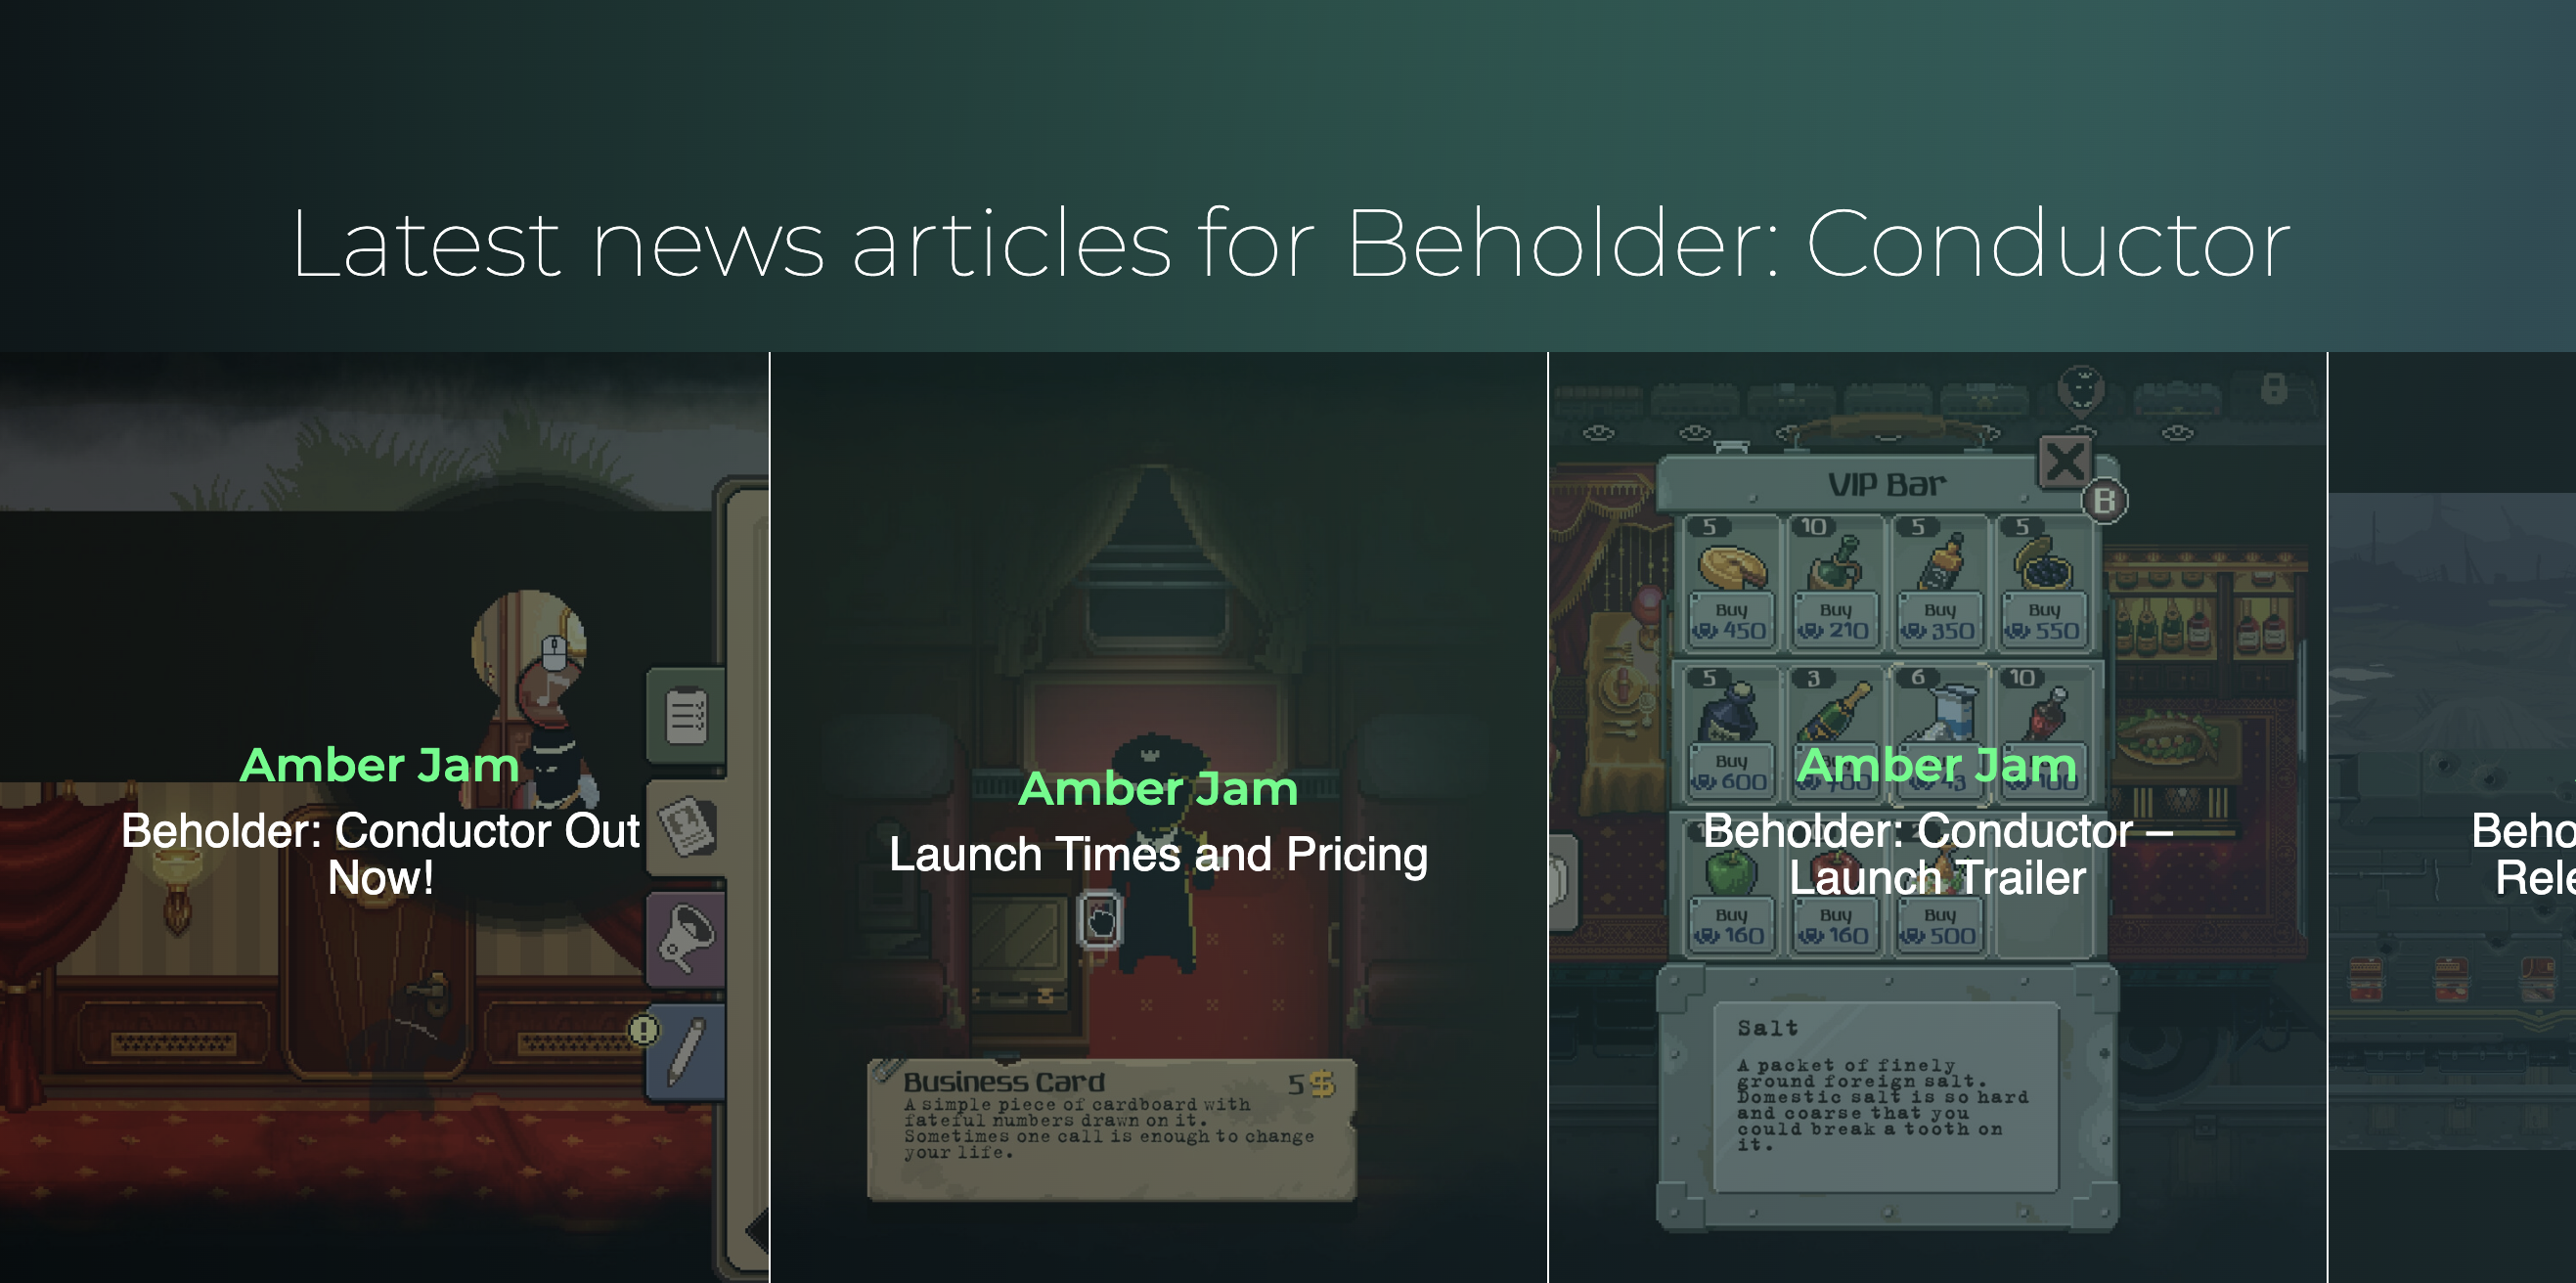 Latest news articles for Beholder: Conductor
Amber Jam
Beholder: Conductor Out
Now!
Amber Jam
Launch Times and Pricing
Business Card
5 $
A simple piece of cardboard with
fateful numbers drawn on it.
Sometimes one call is enough to change
your life.
VIP Bar
B
5 10 5 5
Buy Buy Buy Buy
450 210 350 550
5 3 6 10
Buy
600
Amber Jam
Beholder: Conductor –
Launch Trailer
Buy Buy Buy
160 160 500
Salt
A packet of finely
ground foreign salt.
Domestic salt is so hard
and coarse that you
could break a tooth on
it.
Beho
Rele